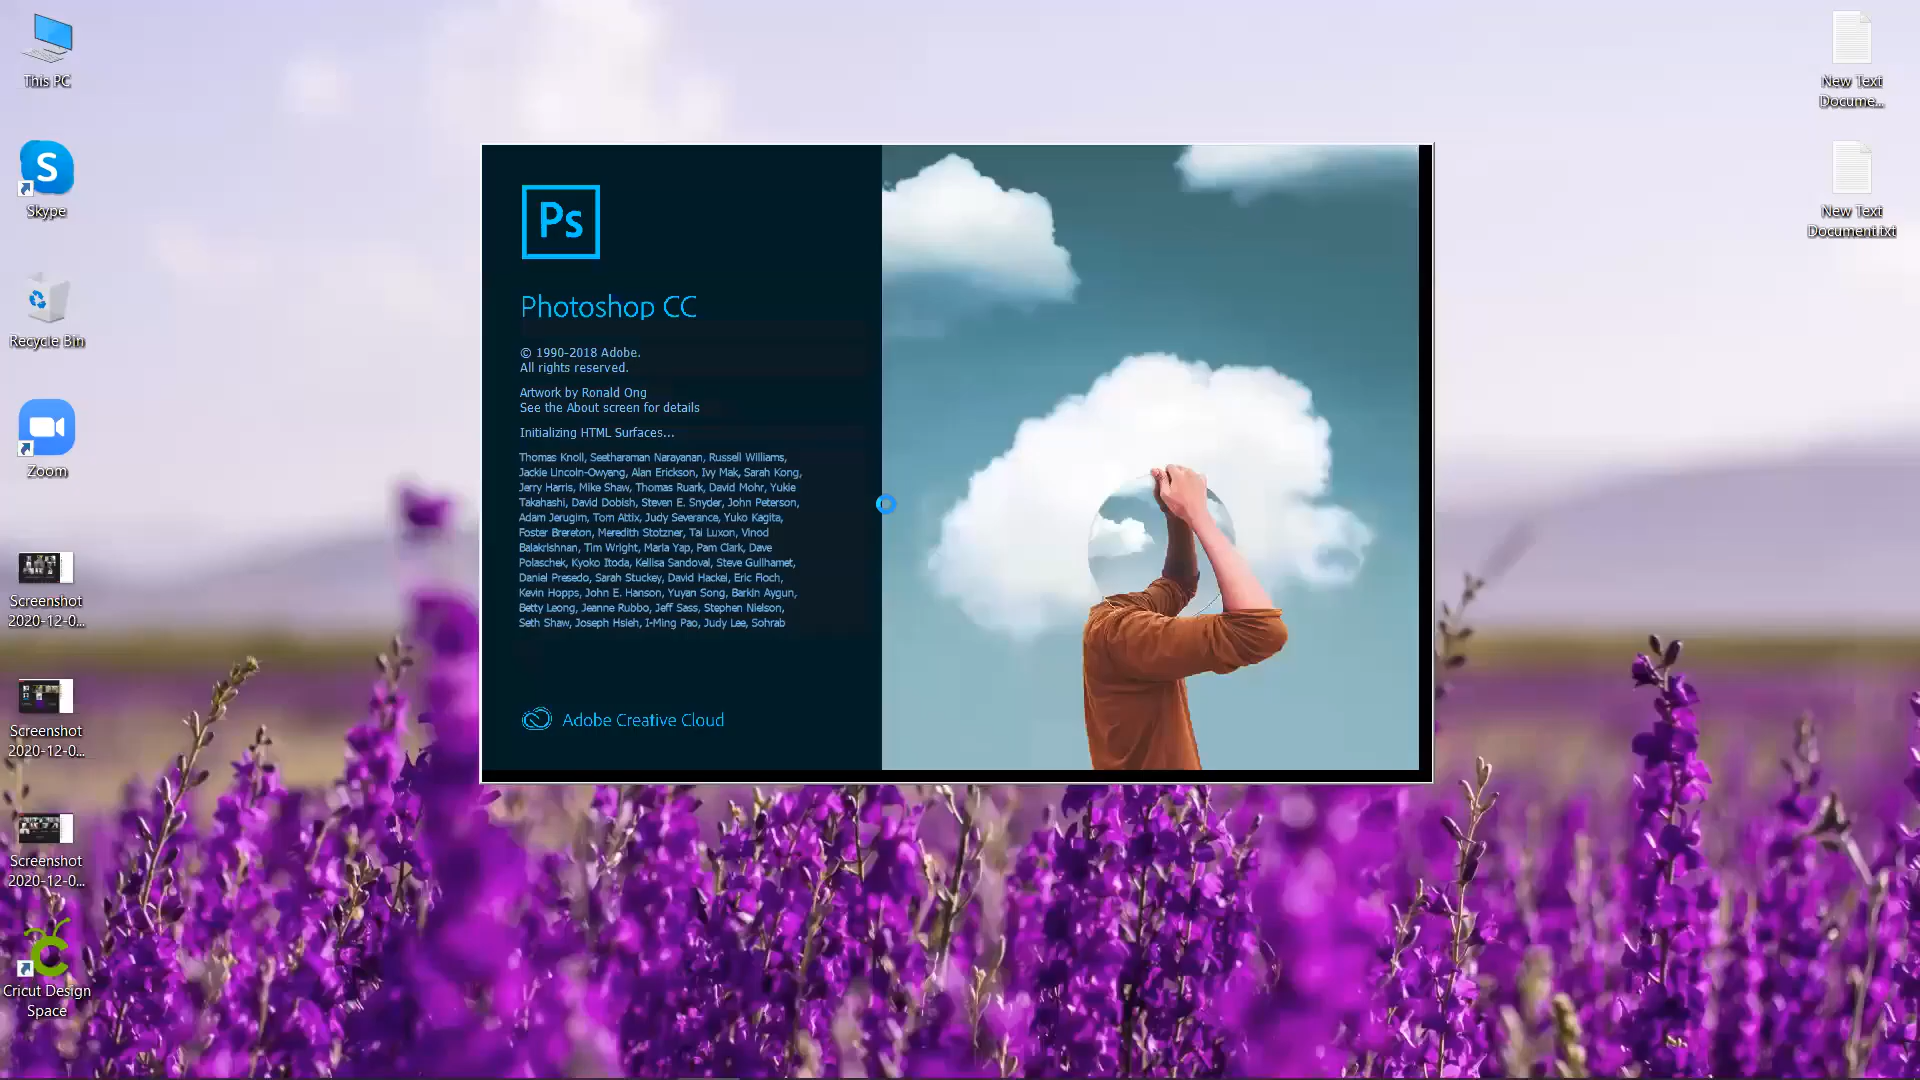 This PC
Skype
Recycle Bin
Zoom
Screenshot
2020-12-0...
Screenshot
2020-12-0...
Screenshot
2020-12-0...
Cricut Design
Space
Ps
Photoshop CC
© 1990-2018 Adobe.
All rights reserved.
Artwork by Ronald Ong
See the About screen for details
Initializing HTML Surfaces...
Thomas Knoll, Seetharaman Narayanan, Russell Williams,
Jackie Lincoln-Owyang, Alan Erickson, Ivy Mak, Sarah Kong,
Jerry Harris, Mike Shaw, Thomas Ruark, David Mohr, Yukie
Takahashi, David Dobish, Steven E. Snyder, John Peterson,
Adam Jerugim, Tom Attix, Judy Severance, Yuko Kagita,
Foster Brereton, Meredith Stotzner, Tai Luxon, Vinod
Balakrishnan, Tim Wright, Maria Yap, Pam Clark, Dave
Polaschek, Kyoko Itoda, Kellisa Sandoval, Steve Guilhamet,
Daniel Presedo, Sarah Stuckey, David Hackel, Eric Floch,
Kevin Hopps, John E. Hanson, Yuyan Song, Barkin Aygun,
Betty Leong, Jeanne Rubbo, Jeff Sass, Stephen Nielson,
Seth Shaw, Joseph Hsieh, I-Ming Pao, Judy Lee, Sohrab
Adobe Creative Cloud
New Text
Docume...
New Text
Document.txt